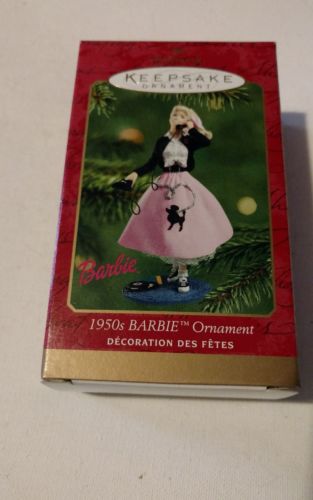 KEEPSAKE
ORNAMENT
Barbie
1950s BARBIE™ Ornament
DÉCORATION DES FÊTES